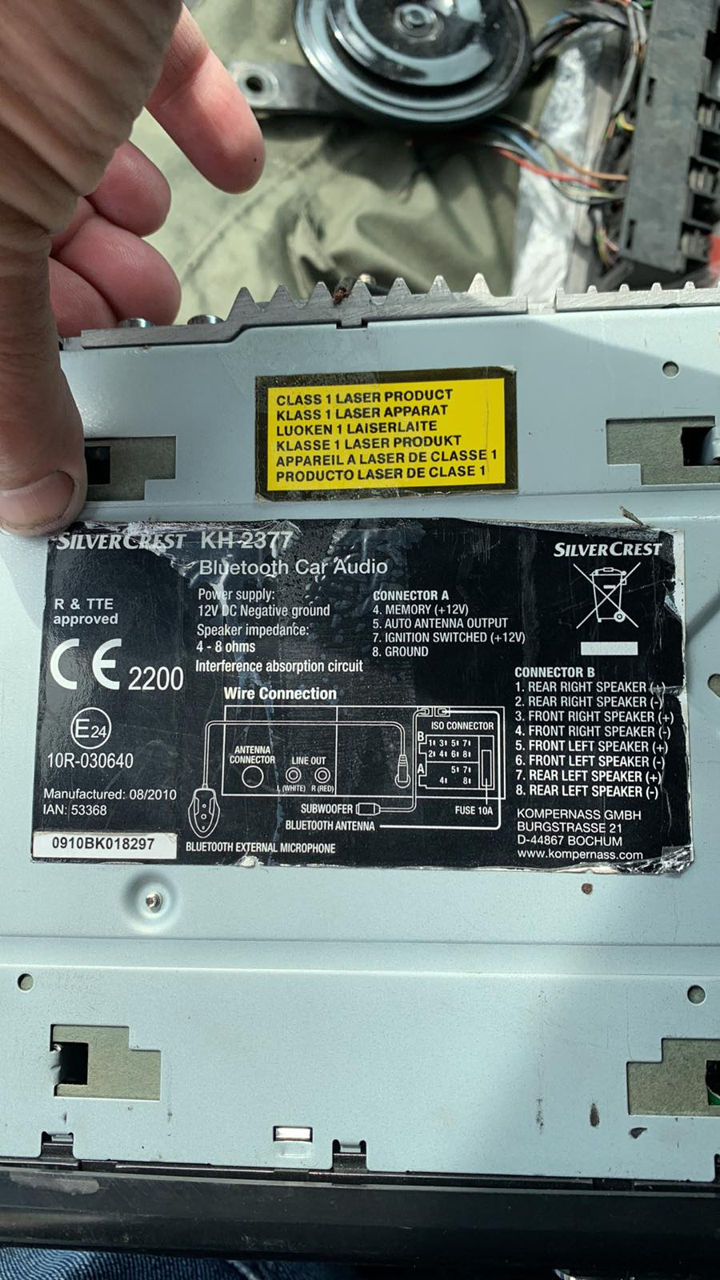 CLASS 1 LASER PRODUCT
KLASS 1 LASER APPARAT
LUOKEN 1 LAISERLAITE
KLASSE 1 LASER PRODUKT
APPAREIL A LASER DE CLASSE 1
PRODUCTO LASER DE CLASE 1
SILVERCREST KH-2377
Bluetooth Car Audio
SILVERCREST
R & TTE
approved
CE 2200
E24
10R-030640
Manufactured: 08/2010
IAN: 53368
0910BK018297
Power supply:
12V DC Negative ground
Speaker impedance:
4 - 8 ohms
Interference absorption circuit
CONNECTOR A
4. MEMORY (+12V)
5. AUTO ANTENNA OUTPUT
7. IGNITION SWITCHED (+12V)
8. GROUND
Wire Connection
ANTENNA
CONNECTOR
LINE OUT
L (WHITE) R (RED)
ISO CONNECTOR
B
1 3 5 7
2 4 6 8
A
5 7
4 8
SUBWOOFER
FUSE 10A
BLUETOOTH ANTENNA
BLUETOOTH EXTERNAL MICROPHONE
CONNECTOR B
1. REAR RIGHT SPEAKER (+)
2. REAR RIGHT SPEAKER (-)
3. FRONT RIGHT SPEAKER (+)
4. FRONT RIGHT SPEAKER (-)
5. FRONT LEFT SPEAKER (+)
6. FRONT LEFT SPEAKER (-)
7. REAR LEFT SPEAKER (+)
8. REAR LEFT SPEAKER (-)
KOMPERNASS GMBH
BURGSTRASSE 21
D-44867 BOCHUM
www.kompernass.com